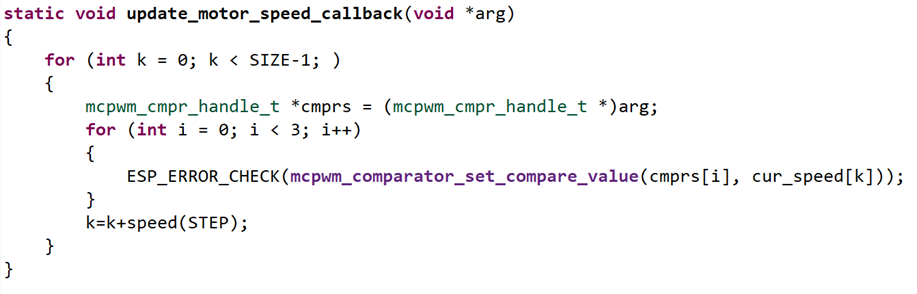 static void update_motor_speed_callback(void *arg)
{
    for (int k = 0; k < SIZE-1; )
    {
        mcpwm_cmpr_handle_t *cmprs = (mcpwm_cmpr_handle_t *)arg;
        for (int i = 0; i < 3; i++)
        {
            ESP_ERROR_CHECK(mcpwm_comparator_set_compare_value(cmprs[i], cur_speed[k]));
        }
        k=k+speed(STEP);
    }
}